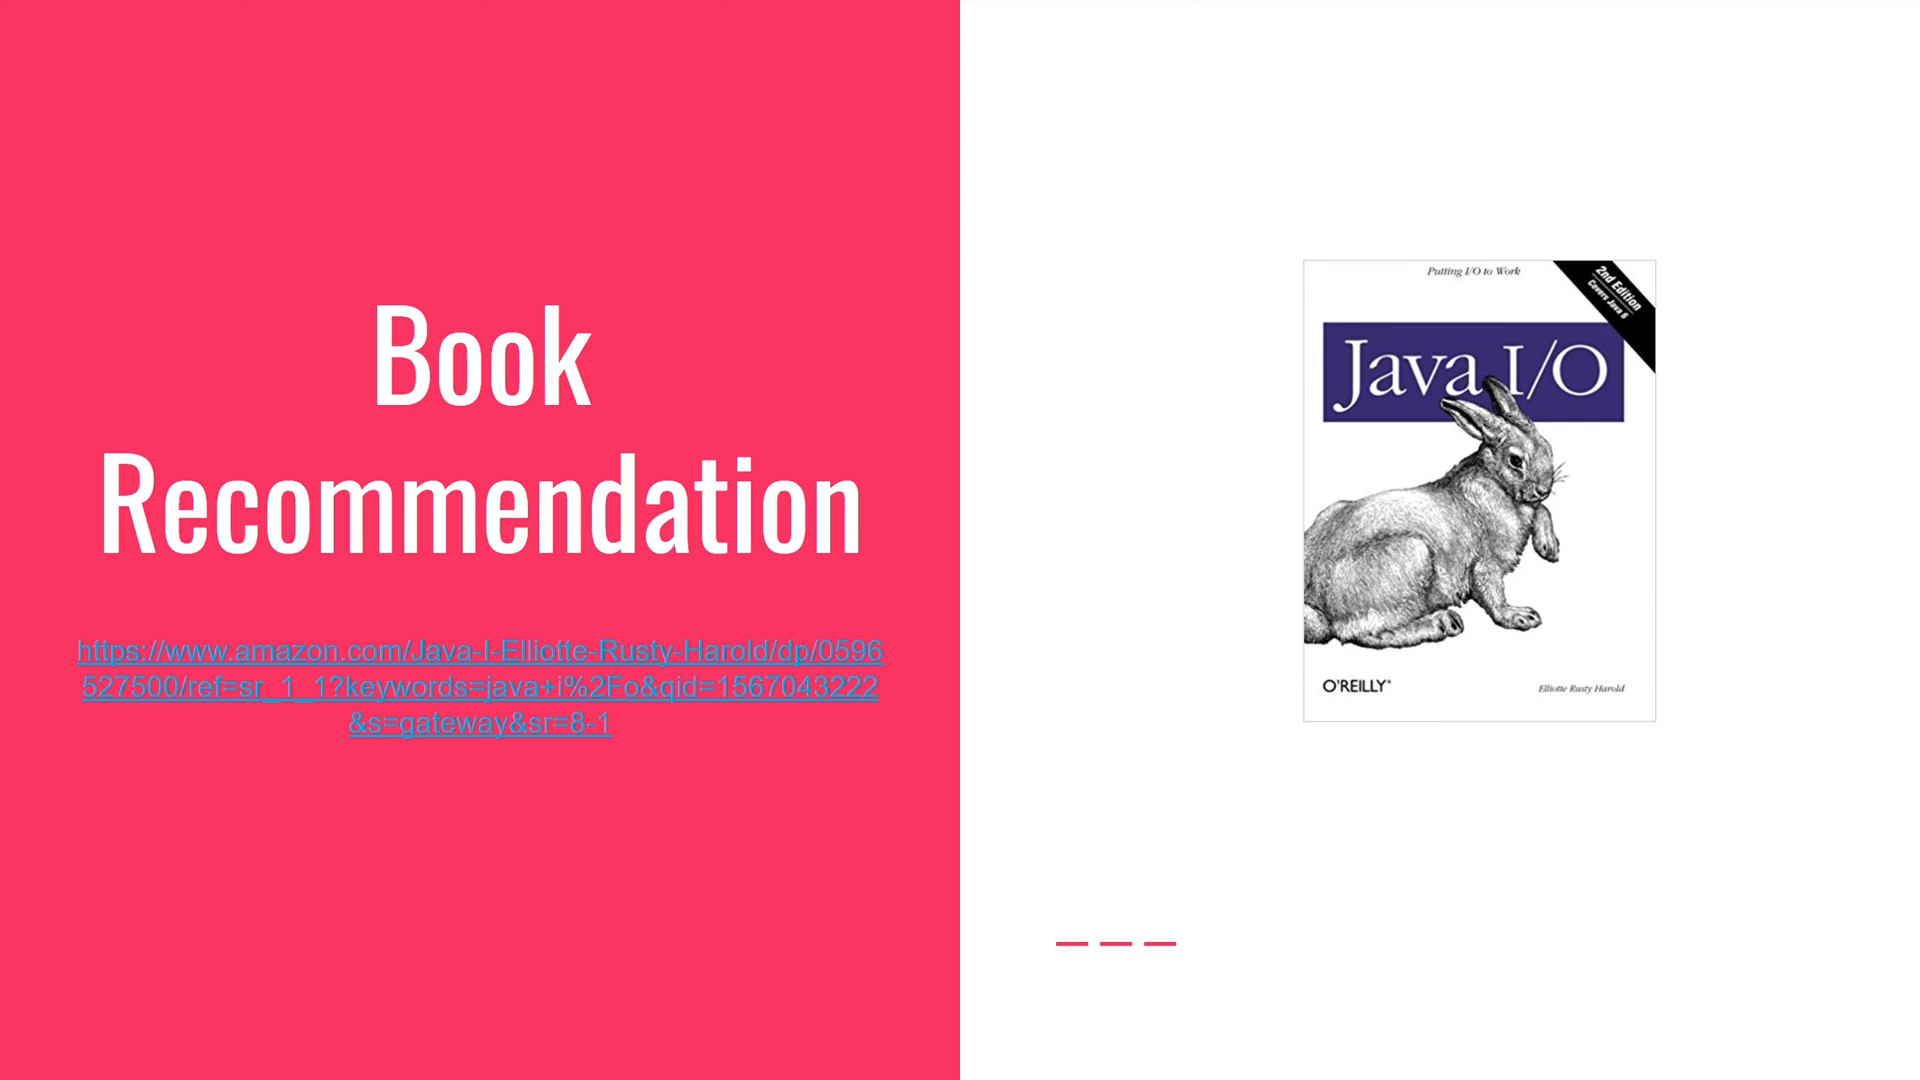 Book
Recommendation
https://www.amazon.com/Java-I-Elliotte-Rusty-Harold/dp/0596
527500/ref=sr_1_1?keywords=java+i%2Fo&qid=1567043222
&s=gateway&sr=8-1
Putting I/O to Work
2nd Edition
Covers Java 6
Java I/O
O'REILLY®
Elliotte Rusty Harold